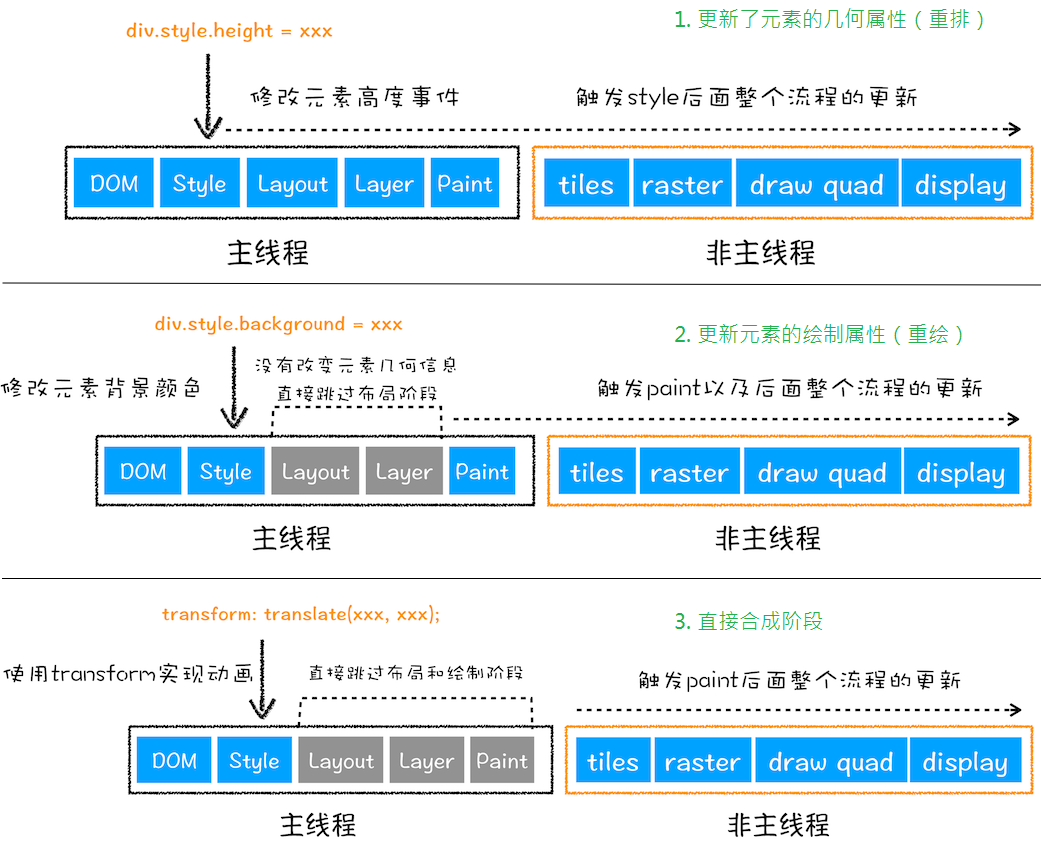 div.style.height = xxx
1. 更新了元素的几何属性（重排）
修改元素高度事件
触发style后面整个流程的更新
DOM Style Layout Layer Paint
tiles raster draw quad display
主线程
非主线程
div.style.background = xxx
2. 更新元素的绘制属性（重绘）
没有改变元素几何信息
直接跳过布局阶段
修改元素背景颜色
触发paint以及后面整个流程的更新
DOM Style Layout Layer Paint
tiles raster draw quad display
主线程
非主线程
transform: translate(xxx, xxx);
3. 直接合成阶段
使用transform实现动画
直接跳过布局和绘制阶段
触发paint后面整个流程的更新
DOM Style Layout Layer Paint
tiles raster draw quad display
主线程
非主线程